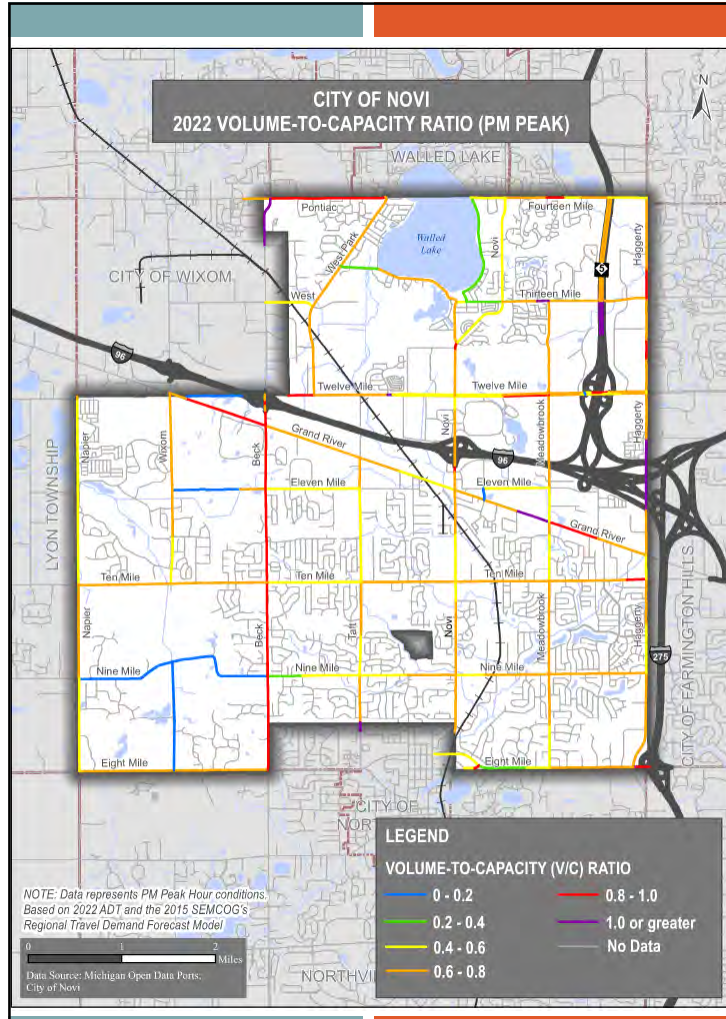 CITY OF NOVI
2022 VOLUME-TO-CAPACITY RATIO (PM PEAK)
N
WALLED LAKE
Pontiac
Fourteen Mile
West Park
Walled
Lake
Novi
Haggerty
5
CITY OF WIXOM
West
Thirteen Mile
96
Twelve Mile
Twelve Mile
LYON TOWNSHIP
Napier
Wixom
Beck
Grand River
Novi
96
Meadowbrook
Haggerty
Eleven Mile
Eleven Mile
Grand River
Ten Mile
Ten Mile
Ten Mile
Napier
Beck
Taft
Novi
Meadowbrook
Haggerty
275
CITY OF FARMINGTON HILLS
Nine Mile
Nine Mile
Nine Mile
Eight Mile
Eight Mile
CITY OF
LEGEND
VOLUME-TO-CAPACITY (V/C) RATIO
0 - 0.2
0.2 - 0.4
0.4 - 0.6
0.6 - 0.8
0.8 - 1.0
1.0 or greater
No Data
NOTE: Data represents PM Peak Hour conditions.
Based on 2022 ADT and the 2015 SEMCOG's
Regional Travel Demand Forecast Model
0 1 2
Miles
Data Source: Michigan Open Data Ports;
City of Novi